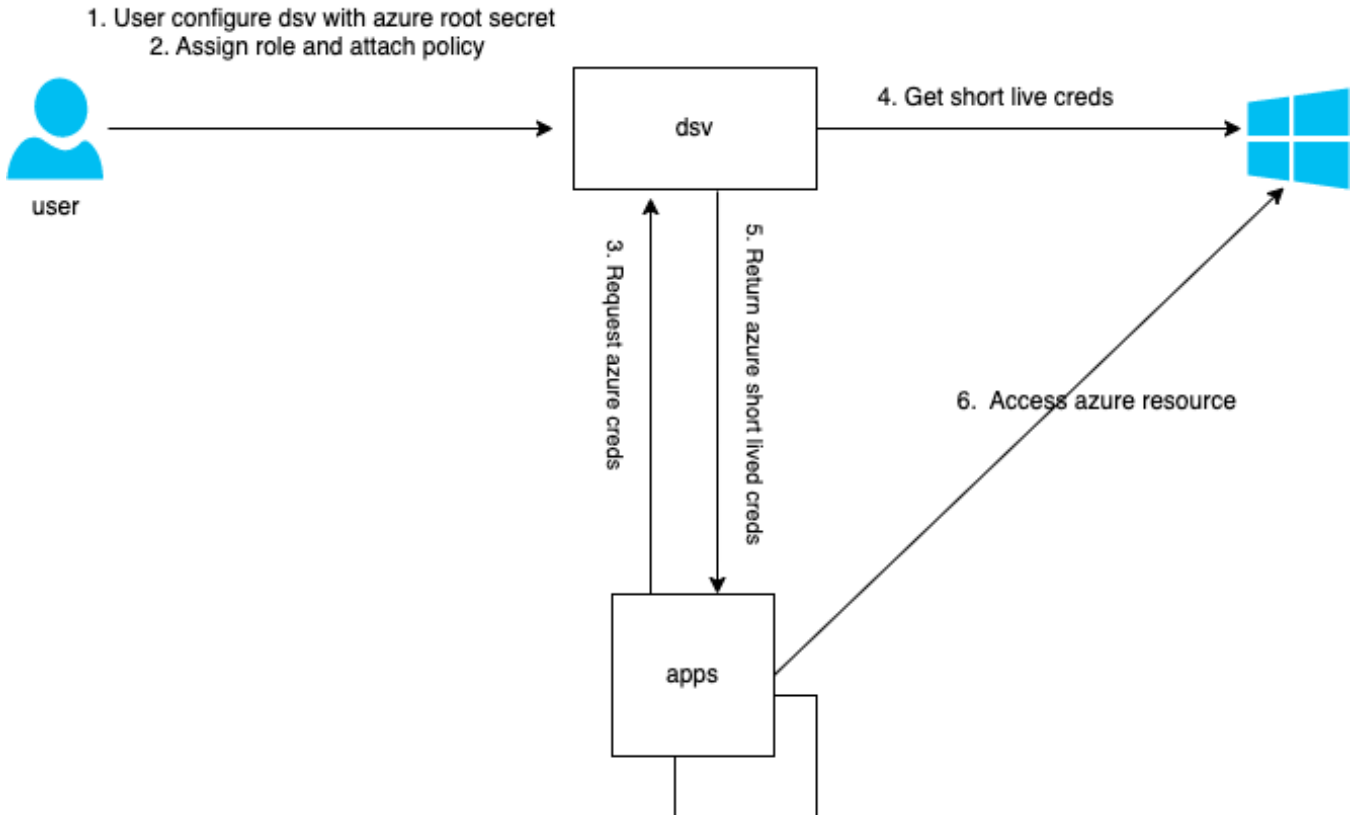 1. User configure dsv with azure root secret
2. Assign role and attach policy
user
dsv
4. Get short live creds
3. Request azure creds
5. Return azure short lived creds
6.  Access azure resource
apps